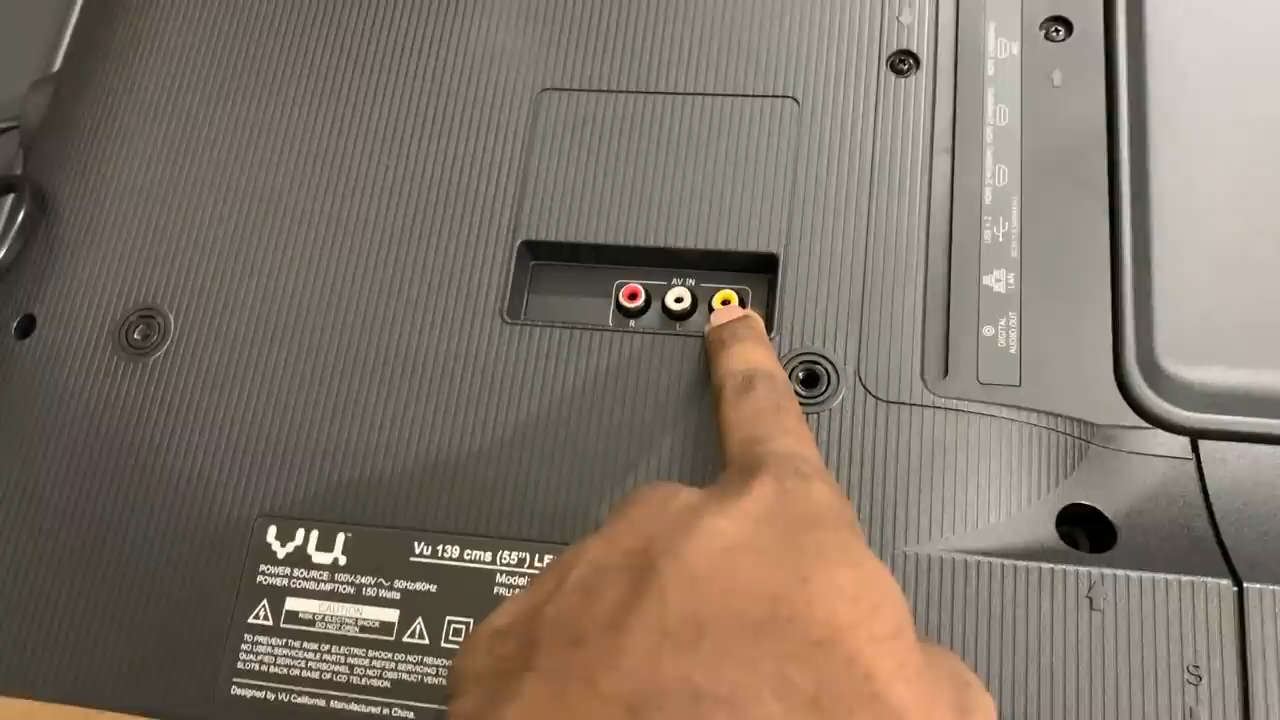 AV IN
R
L
vu
Vu 139 cms (55")
Model:
POWER SOURCE: 100V-240V~ 50Hz/60Hz
POWER CONSUMPTION: 150 Watts
CAUTION
RISK OF ELECTRIC SHOCK
DO NOT OPEN
TO PREVENT THE RISK OF ELECTRIC SHOCK DO NOT
NO USER-SERVICEABLE PARTS INSIDE.REFER SERVICING TO
QUALIFIED SERVICE PERSONNEL. DO NOT OBSTRUCT
SLOTS IN BACK OR BASE OF LCD TELEVISION.
Designed by VU California. Manufactured in China.
USB x 2
LAN
DIGITAL
AUDIO OUT
S